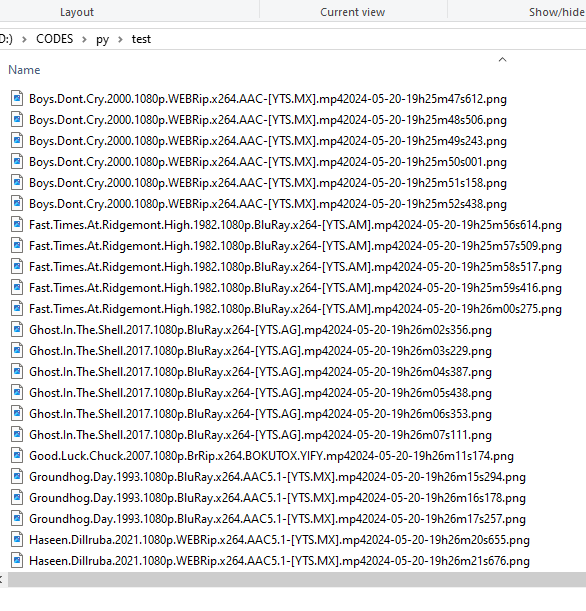 Layout Current view Show/hide
D:) > CODES > py > test
Name
Boys.Dont.Cry.2000.1080p.WEBRip.x264.AAC-[YTS.MX].mp42024-05-20-19h25m47s612.png
Boys.Dont.Cry.2000.1080p.WEBRip.x264.AAC-[YTS.MX].mp42024-05-20-19h25m48s506.png
Boys.Dont.Cry.2000.1080p.WEBRip.x264.AAC-[YTS.MX].mp42024-05-20-19h25m49s243.png
Boys.Dont.Cry.2000.1080p.WEBRip.x264.AAC-[YTS.MX].mp42024-05-20-19h25m50s001.png
Boys.Dont.Cry.2000.1080p.WEBRip.x264.AAC-[YTS.MX].mp42024-05-20-19h25m51s158.png
Boys.Dont.Cry.2000.1080p.WEBRip.x264.AAC-[YTS.MX].mp42024-05-20-19h25m52s438.png
Fast.Times.At.Ridgemont.High.1982.1080p.BluRay.x264-[YTS.AM].mp42024-05-20-19h25m56s614.png
Fast.Times.At.Ridgemont.High.1982.1080p.BluRay.x264-[YTS.AM].mp42024-05-20-19h25m57s509.png
Fast.Times.At.Ridgemont.High.1982.1080p.BluRay.x264-[YTS.AM].mp42024-05-20-19h25m58s517.png
Fast.Times.At.Ridgemont.High.1982.1080p.BluRay.x264-[YTS.AM].mp42024-05-20-19h25m59s416.png
Fast.Times.At.Ridgemont.High.1982.1080p.BluRay.x264-[YTS.AM].mp42024-05-20-19h26m00s275.png
Ghost.In.The.Shell.2017.1080p.BluRay.x264-[YTS.AG].mp42024-05-20-19h26m02s356.png
Ghost.In.The.Shell.2017.1080p.BluRay.x264-[YTS.AG].mp42024-05-20-19h26m03s229.png
Ghost.In.The.Shell.2017.1080p.BluRay.x264-[YTS.AG].mp42024-05-20-19h26m04s387.png
Ghost.In.The.Shell.2017.1080p.BluRay.x264-[YTS.AG].mp42024-05-20-19h26m05s438.png
Ghost.In.The.Shell.2017.1080p.BluRay.x264-[YTS.AG].mp42024-05-20-19h26m06s353.png
Ghost.In.The.Shell.2017.1080p.BluRay.x264-[YTS.AG].mp42024-05-20-19h26m07s111.png
Good.Luck.Chuck.2007.1080p.BrRip.x264.BOKUTOX.YIFY.mp42024-05-20-19h26m11s174.png
Groundhog.Day.1993.1080p.BluRay.x264.AAC5.1-[YTS.MX].mp42024-05-20-19h26m15s294.png
Groundhog.Day.1993.1080p.BluRay.x264.AAC5.1-[YTS.MX].mp42024-05-20-19h26m16s178.png
Groundhog.Day.1993.1080p.BluRay.x264.AAC5.1-[YTS.MX].mp42024-05-20-19h26m17s257.png
Haseen.Dillruba.2021.1080p.WEBRip.x264.AAC5.1-[YTS.MX].mp42024-05-20-19h26m20s655.png
Haseen.Dillruba.2021.1080p.WEBRip.x264.AAC5.1-[YTS.MX].mp42024-05-20-19h26m21s676.png